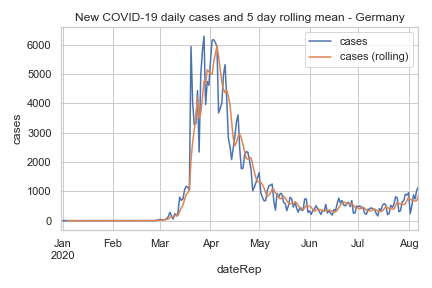 New COVID-19 daily cases and 5 day rolling mean - Germany
cases
cases (rolling)
6000
5000
4000
3000
2000
1000
0
cases
Jan Feb Mar Apr May Jun Jul Aug
2020
dateRep